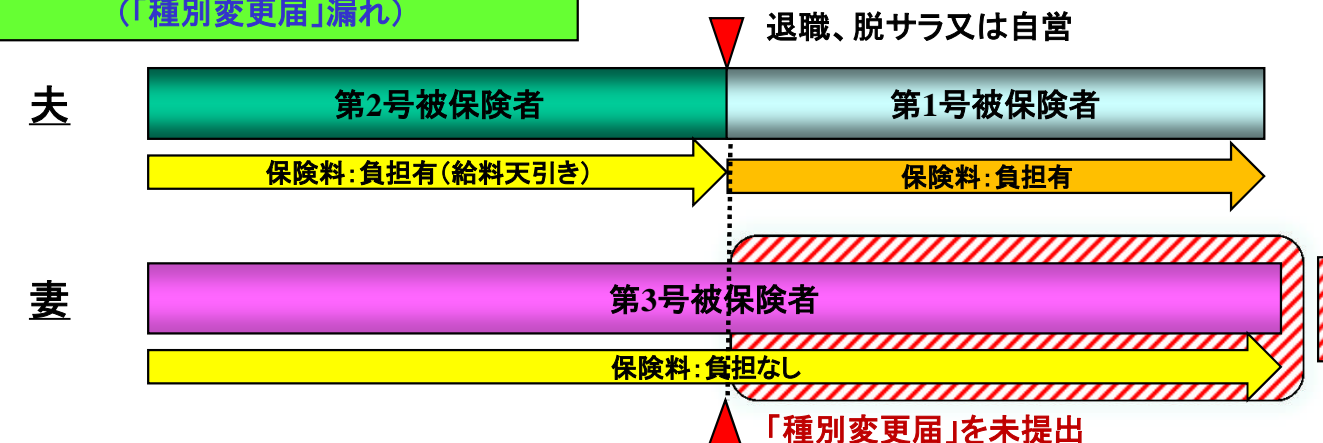 (「種別変更届」漏れ)
退職、脱サラ又は自営
夫
第2号被保険者
第1号被保険者
保険料:負担有(給料天引き)
保険料:負担有
妻
第3号被保険者
保険料:負担なし
「種別変更届」を未提出